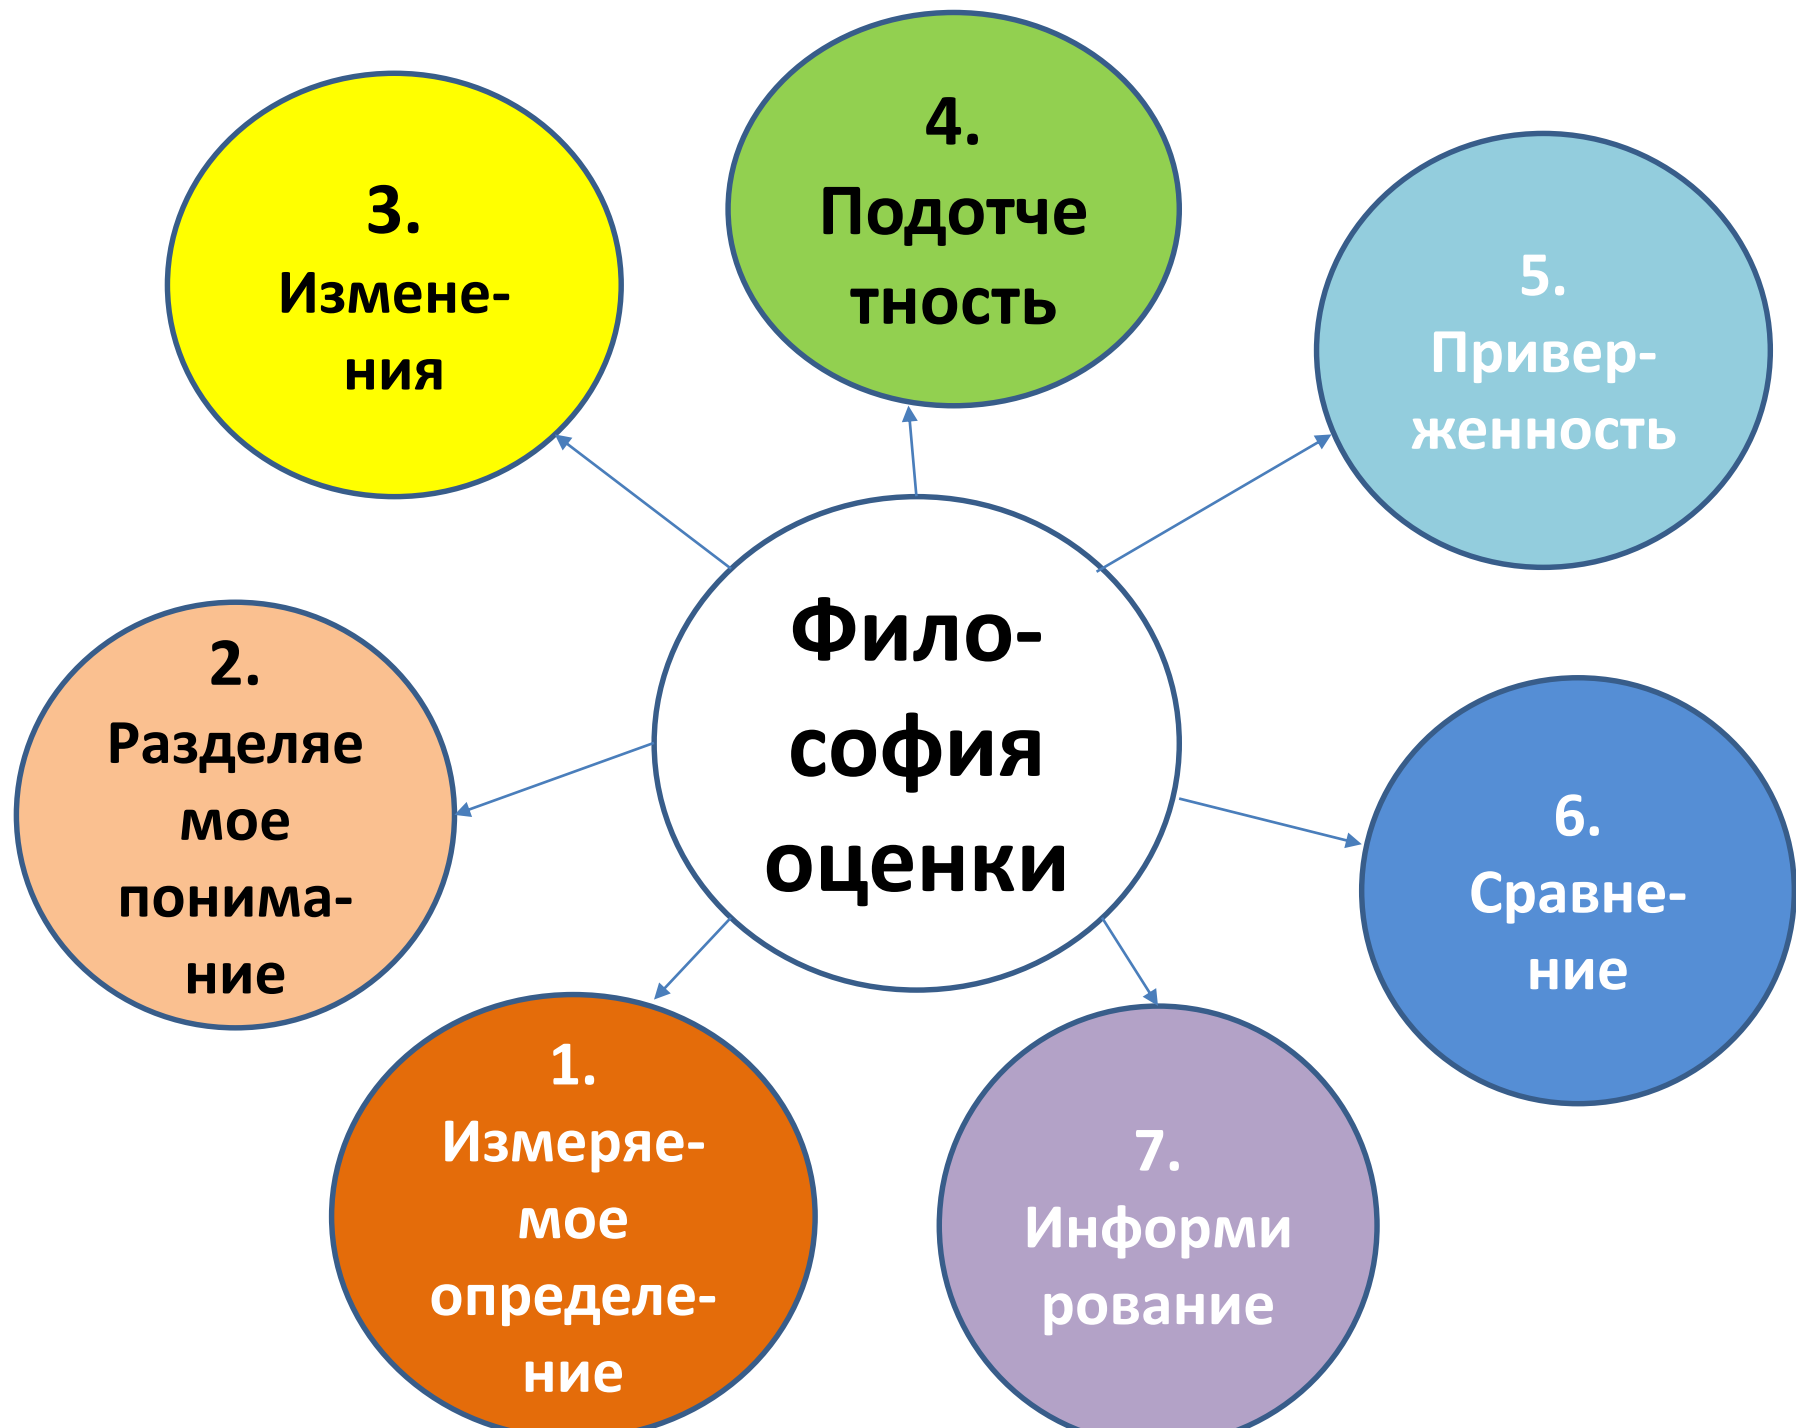 4.
Подотче
тность
3.
Измене-
ния
5.
Привер-
женность
Фило-
софия
оценки
2.
Разделяе
мое
понима-
ние
6.
Сравне-
ние
1.
Измеряе-
мое
определе-
ние
7.
Информи
рование